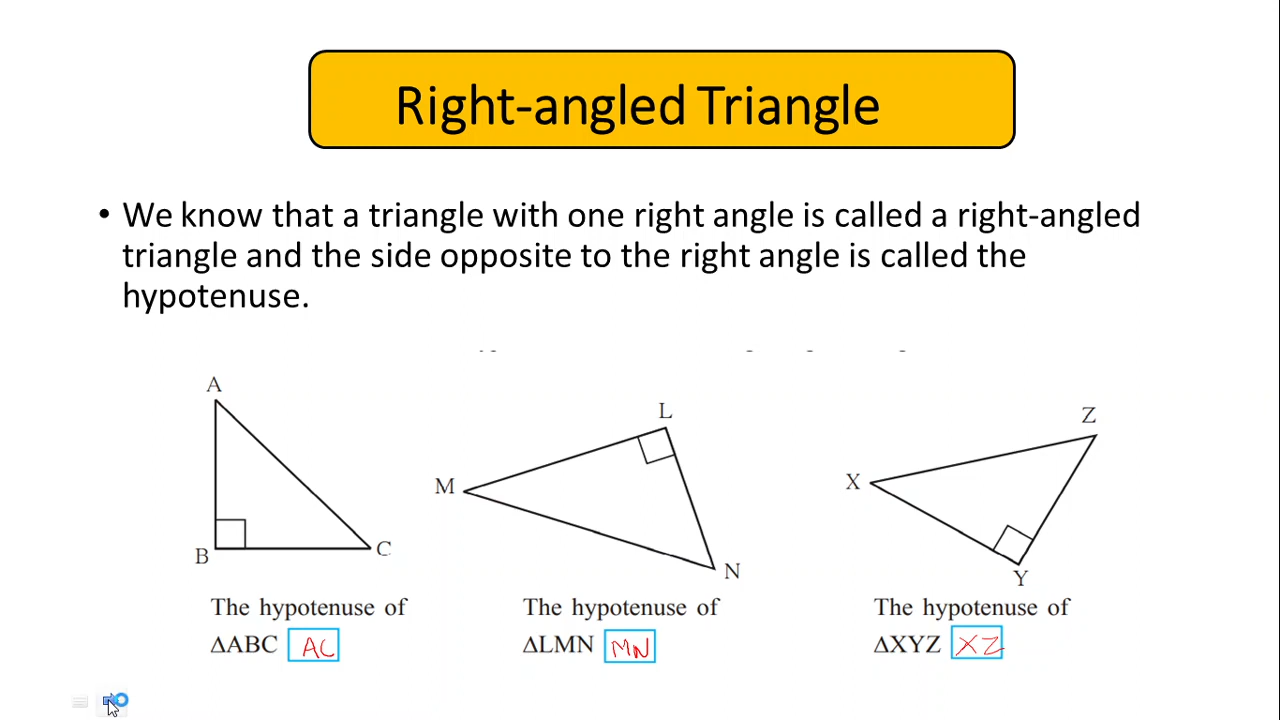 Right-angled Triangle
• We know that a triangle with one right angle is called a right-angled
triangle and the side opposite to the right angle is called the
hypotenuse.
A
B
C
L
M
N
Z
X
Y
The hypotenuse of
ΔABC AC
The hypotenuse of
ΔLMN MN
The hypotenuse of
ΔXYZ XZ